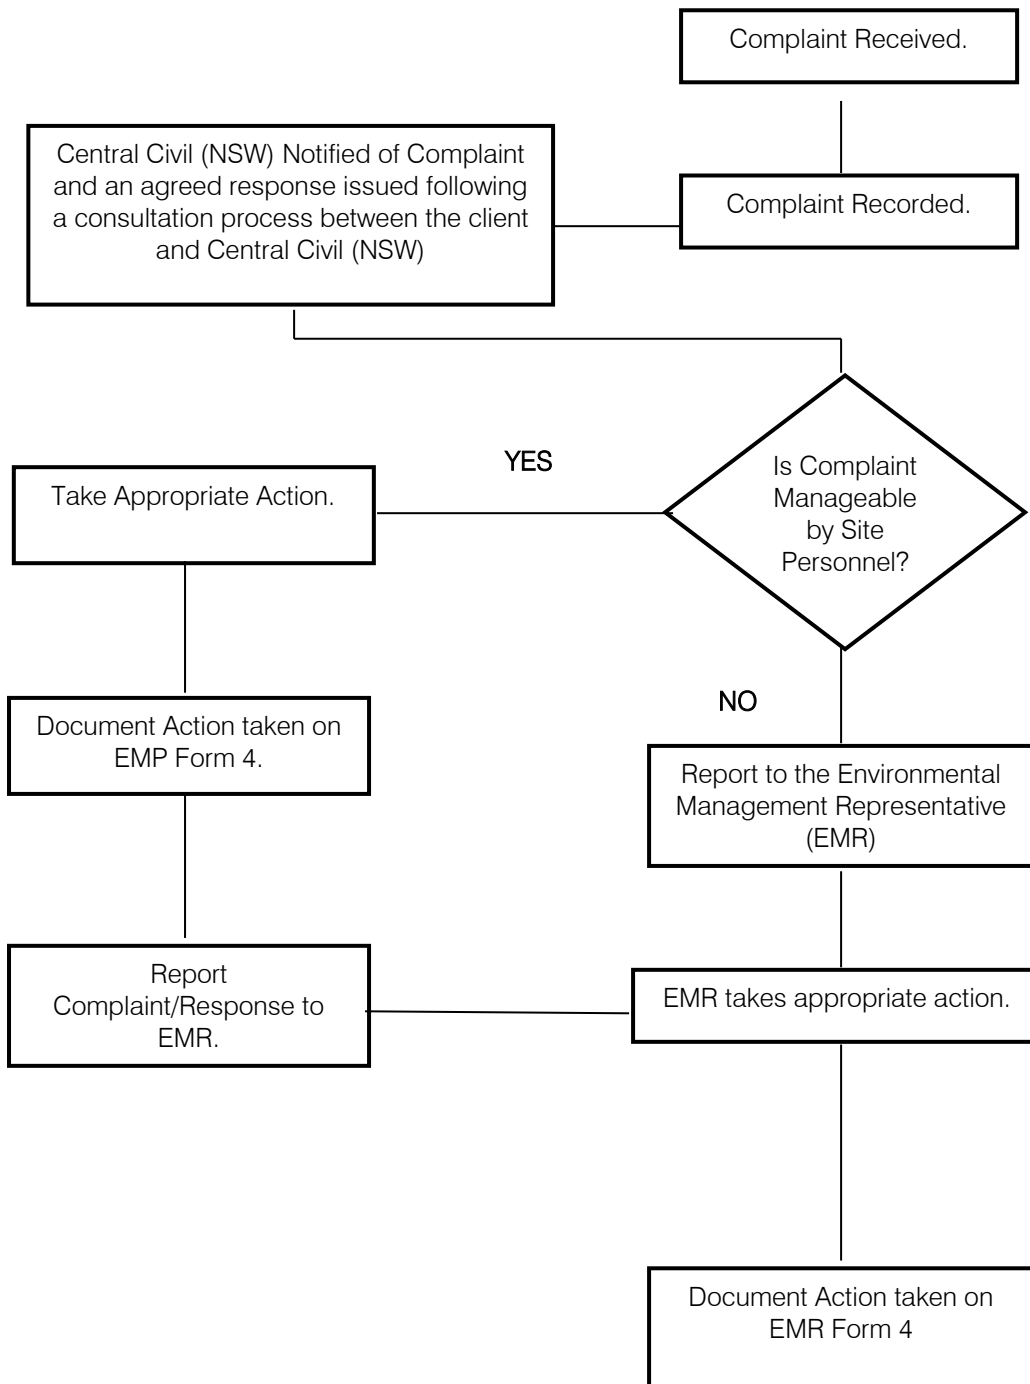 Complaint Received.
Central Civil (NSW) Notified of Complaint
and an agreed response issued following
a consultation process between the client
and Central Civil (NSW)
Complaint Recorded.
YES
Is Complaint
Manageable
by Site
Personnel?
Take Appropriate Action.
NO
Document Action taken on
EMP Form 4.
Report to the Environmental
Management Representative
(EMR)
Report
Complaint/Response to
EMR.
EMR takes appropriate action.
Document Action taken on
EMR Form 4